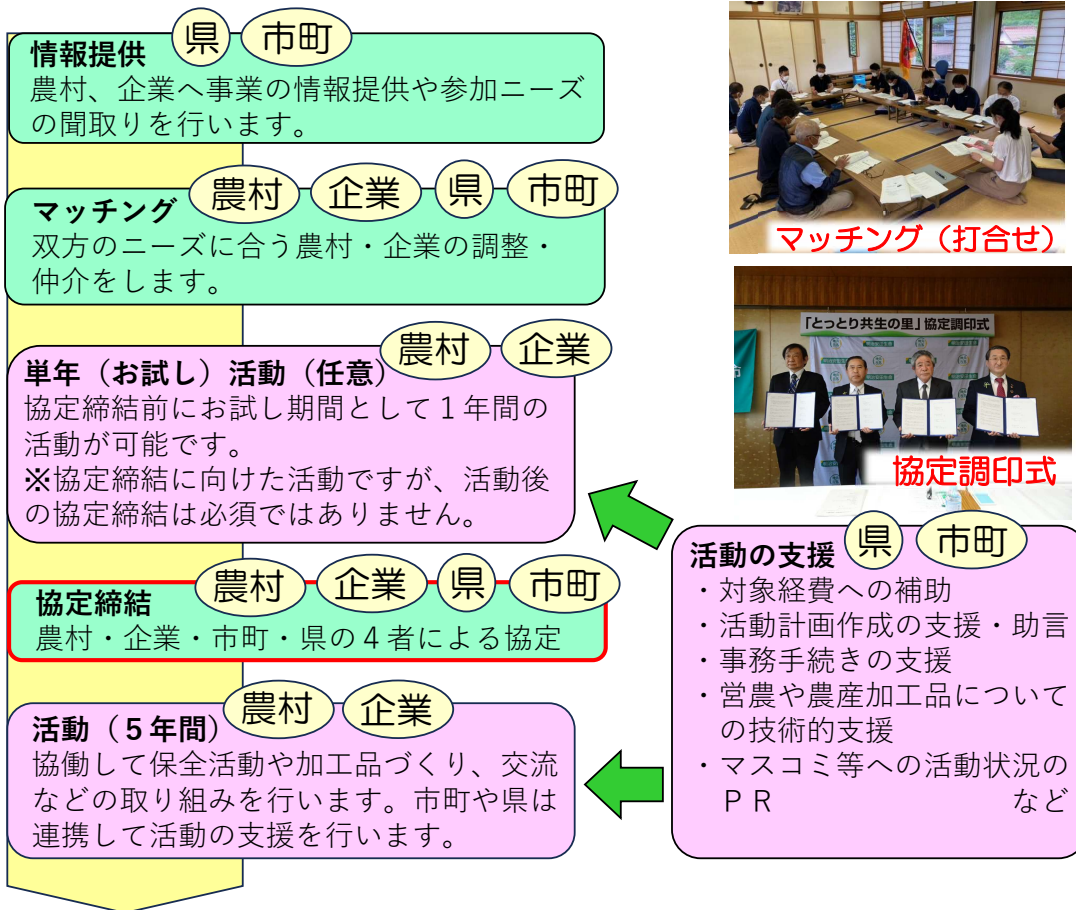 県 市町
情報提供
農村、企業へ事業の情報提供や参加ニーズ
の聞取りを行います。
農村 企業 県 市町
マッチング
双方のニーズに合う農村・企業の調整・
仲介をします。
農村 企業
単年（お試し）活動（任意）
協定締結前にお試し期間として１年間の
活動が可能です。
※協定締結に向けた活動ですが、活動後
の協定締結は必須ではありません。
農村 企業 県 市町
協定締結
農村・企業・市町・県の４者による協定
農村 企業
活動（５年間）
協働して保全活動や加工品づくり、交流
などの取り組みを行います。市町や県は
連携して活動の支援を行います。
マッチング（打合せ）
「とっとり共生の里」協定調印式
市
協定調印式
県 市町
活動の支援
・対象経費への補助
・活動計画作成の支援・助言
・事務手続きの支援
・営農や農産加工品について
の技術的支援
・マスコミ等への活動状況の
ＰＲ など